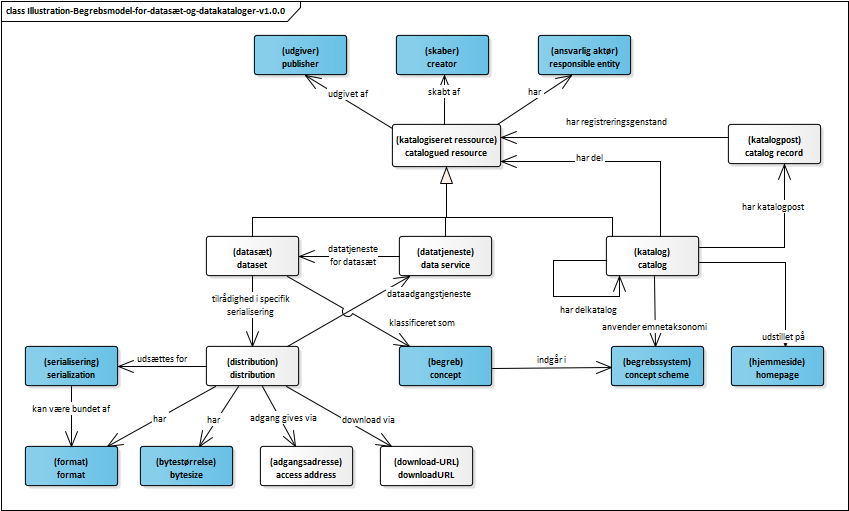 class Illustration-Begrebsmodel-for-datasæt-og-datakataloger-v1.0.0
(udgiver)
publisher
(skaber)
creator
(ansvarlig aktør)
responsible entity
udgivet af
skabt af
har
(katalogiseret ressource)
catalogued resource
har registreringsgenstand
(katalogpost)
catalog record
har del
har katalogpost
(datasæt)
dataset
datatjeneste
for datasæt
(datatjeneste)
data service
(katalog)
catalog
tilrådighed i specifik
serialisering
dataadgangstjeneste
har delkatalog
klassificeret som
anvender emnetaksonomi
udstillet på
(serialisering)
serialization
udsættes for
(distribution)
distribution
(begreb)
concept
indgår i
(begrebssystem)
concept scheme
(hjemmeside)
homepage
kan være bundet af
har
har
adgang gives via
download via
(format)
format
(bytestørrelse)
bytesize
(adgangsadresse)
access address
(download-URL)
downloadURL